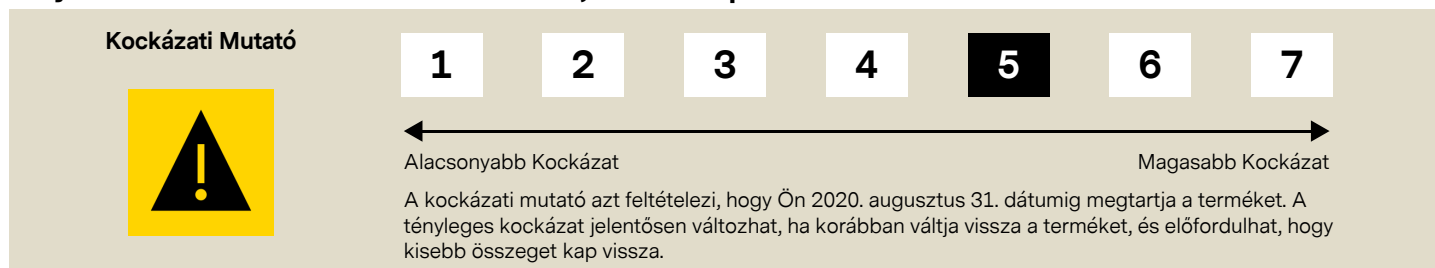 Kockázati Mutató
1 2 3 4 5 6 7
Alacsonyabb Kockázat Magasabb Kockázat
A kockázati mutató azt feltételezi, hogy Ön 2020. augusztus 31. dátumig megtartja a terméket. A
tényleges kockázat jelentősen változhat, ha korábban váltja vissza a terméket, és előfordulhat, hogy
kisebb összeget kap vissza.